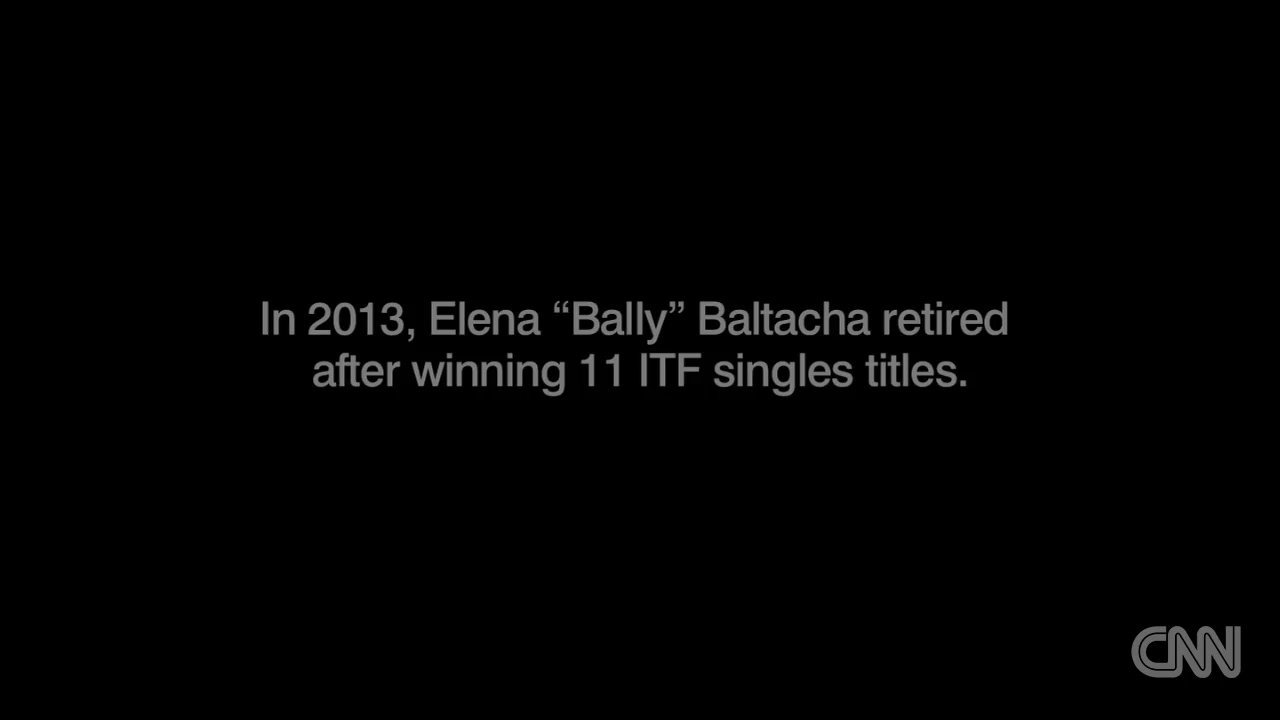 In 2013, Elena “Bally” Baltacha retired
after winning 11 ITF singles titles.
CNN